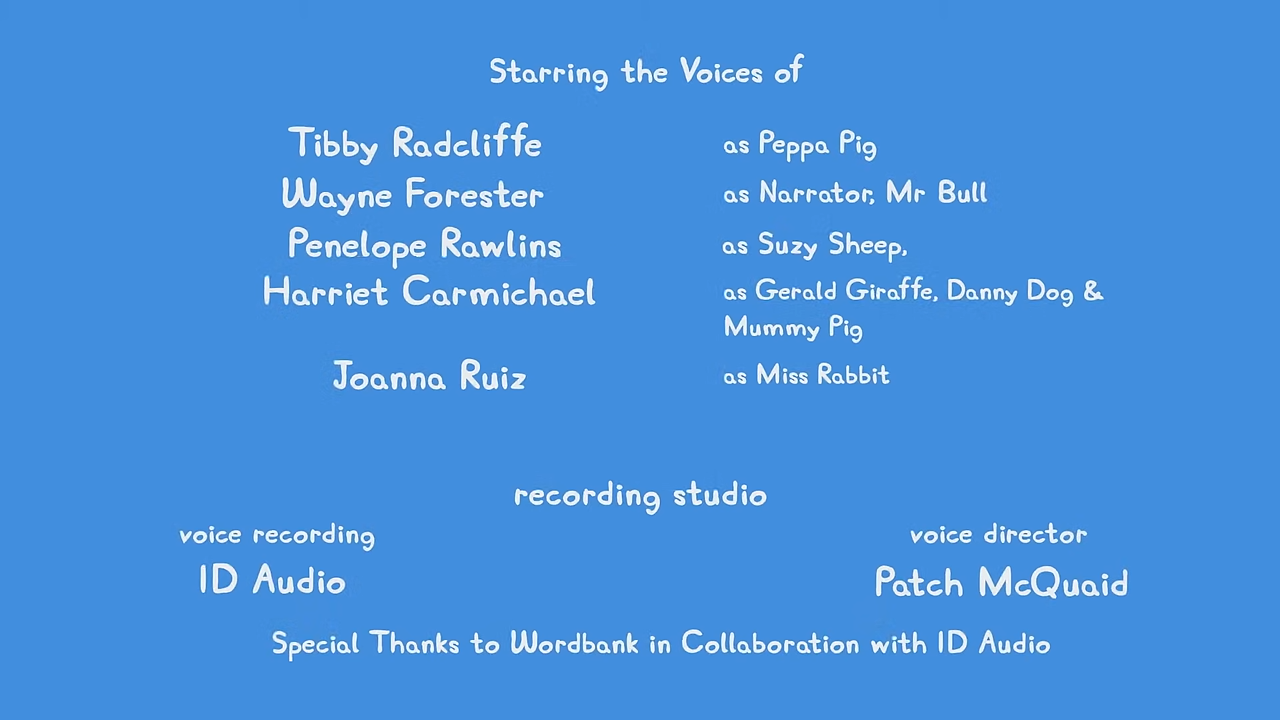 Starring the Voices of
Tibby Radcliffe as Peppa Pig
Wayne Forester as Narrator, Mr Bull
Penelope Rawlins as Suzy Sheep,
Harriet Carmichael as Gerald Giraffe, Danny Dog &
Mummy Pig
Joanna Ruiz as Miss Rabbit
recording studio
voice recording voice director
ID Audio Patch McQuaid
Special Thanks to Wordbank in Collaboration with ID Audio